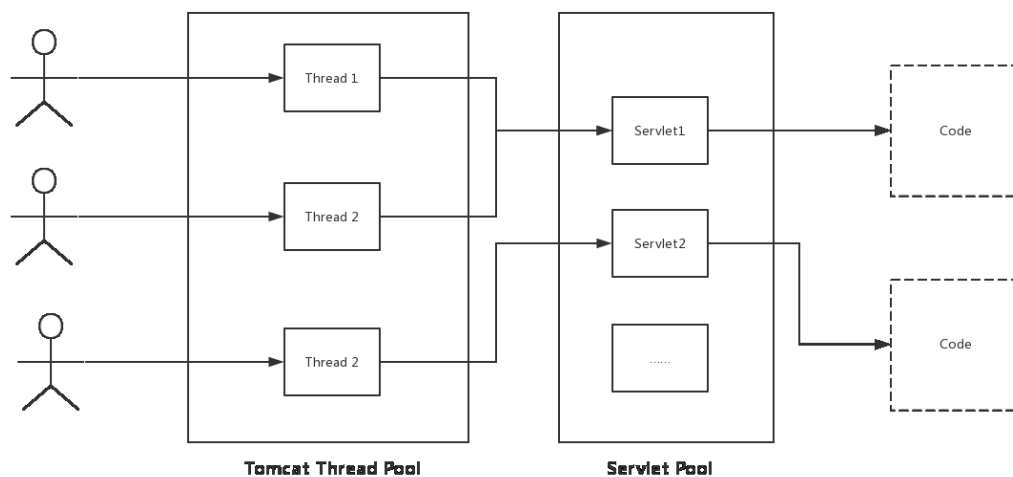 Thread 1
Servlet1
Code
Thread 2
Servlet2
Thread 2
......
Code
Tomcat Thread Pool
Servlet Pool